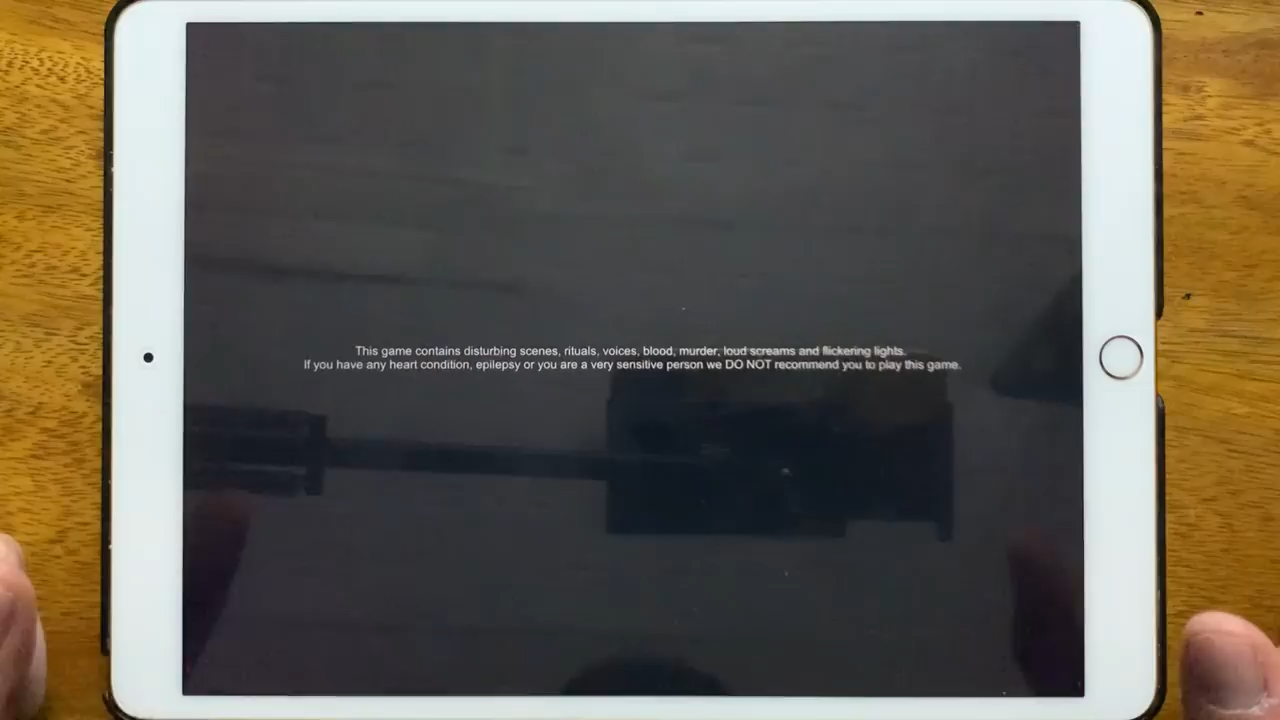 This game contains disturbing scenes, rituals, voices, blood, murder, loud screams and flickering lights.
If you have any heart condition, epilepsy or you are a very sensitive person we DO NOT recommend you to play this game.